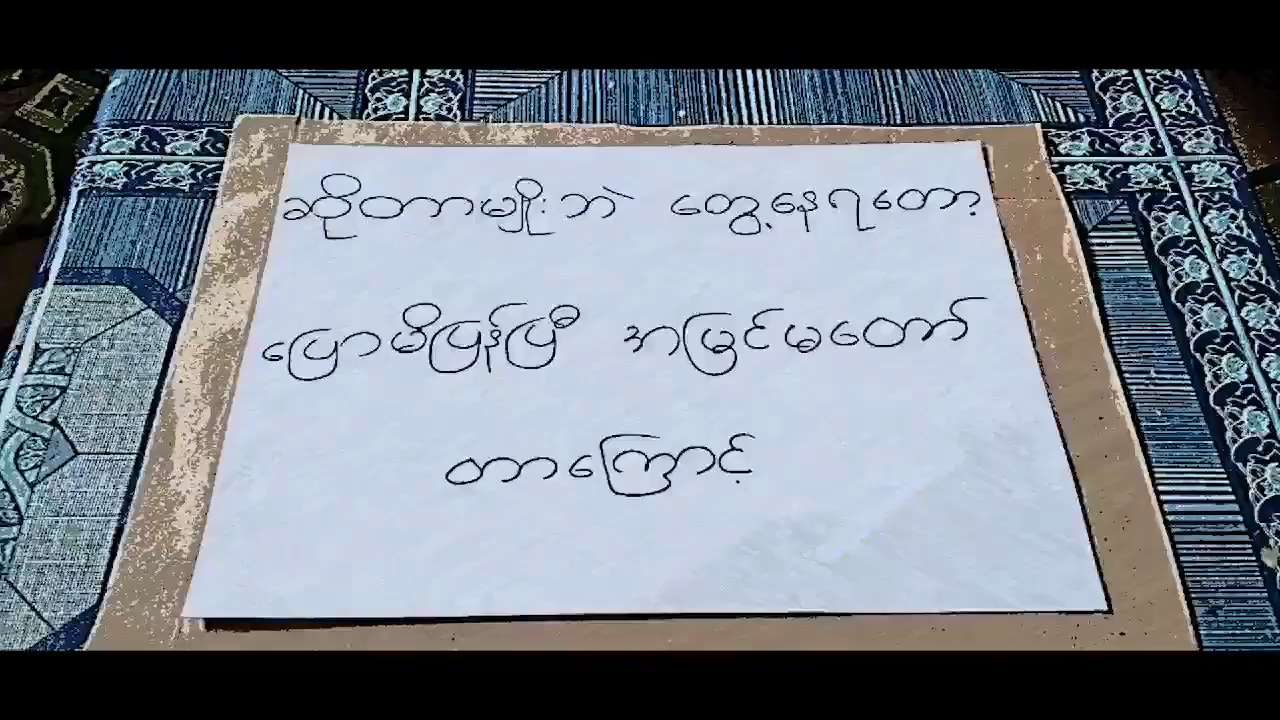 ဆိုတာမျိုးဘဲ တွေ့နေရတော့
ပြောမိပြန်ပြီ အမြင်မတော်
တာကြောင့်